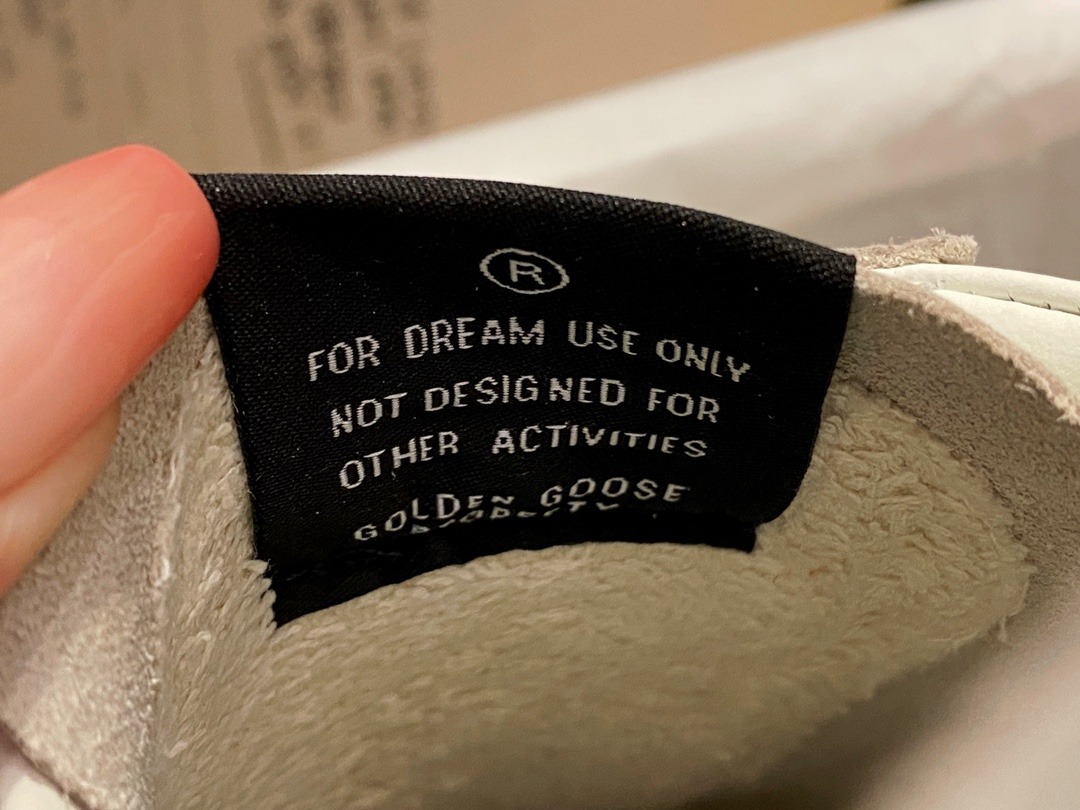 ®
FOR DREAM USE ONLY
NOT DESIGNED FOR
OTHER ACTIVITIES
GOLDEN GOOSE